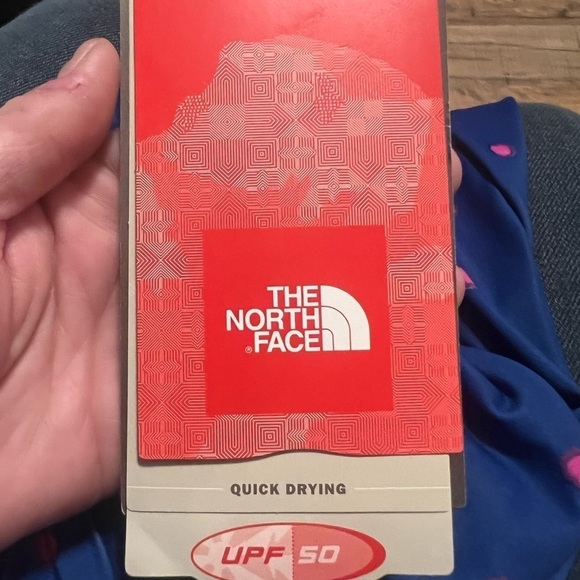 THE
NORTH
FACE
®
QUICK DRYING
UPF 50